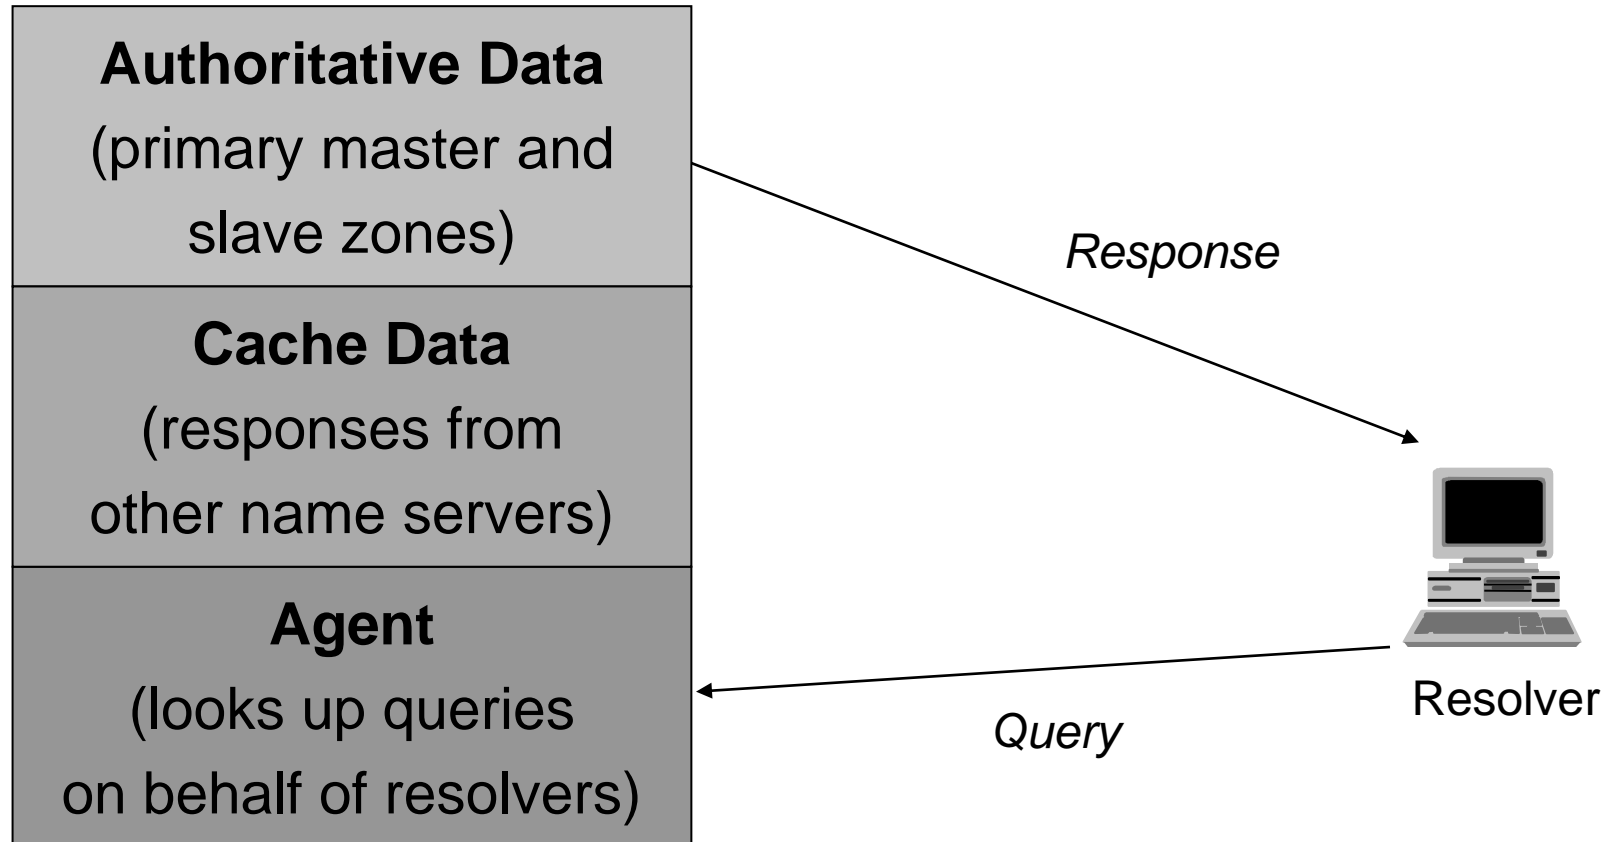 Authoritative Data
(primary master and
slave zones)
Response
Cache Data
(responses from
other name servers)
Agent
(looks up queries
on behalf of resolvers)
Query
Resolver